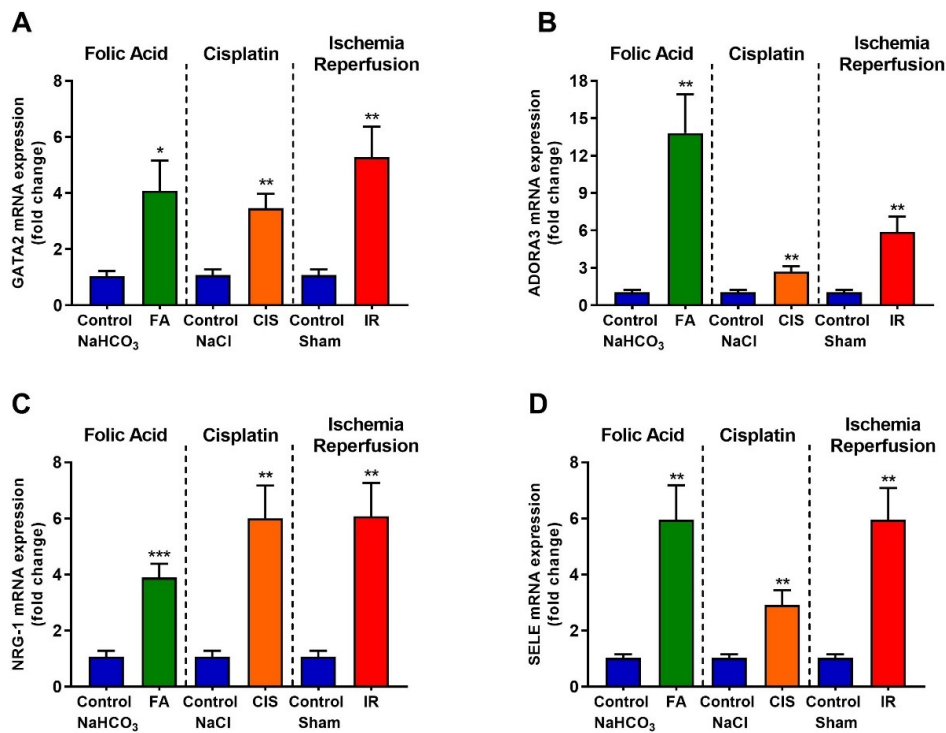 A
Folic Acid
Cisplatin
Ischemia
Reperfusion
GATA2 mRNA expression
(fold change)
8
6
4
2
0
*
**
**
Control FA Control CIS Control IR
NaHCO₃ NaCl Sham
B
Folic Acid
Cisplatin
Ischemia
Reperfusion
ADORA3 mRNA expression
(fold change)
18
15
12
9
6
3
0
**
**
**
Control FA Control CIS Control IR
NaHCO₃ NaCl Sham
C
Folic Acid
Cisplatin
Ischemia
Reperfusion
NRG-1 mRNA expression
(fold change)
8
6
4
2
0
***
**
**
Control FA Control CIS Control IR
NaHCO₃ NaCl Sham
D
Folic Acid
Cisplatin
Ischemia
Reperfusion
SELE mRNA expression
(fold change)
8
6
4
2
0
**
**
**
Control FA Control CIS Control IR
NaHCO₃ NaCl Sham